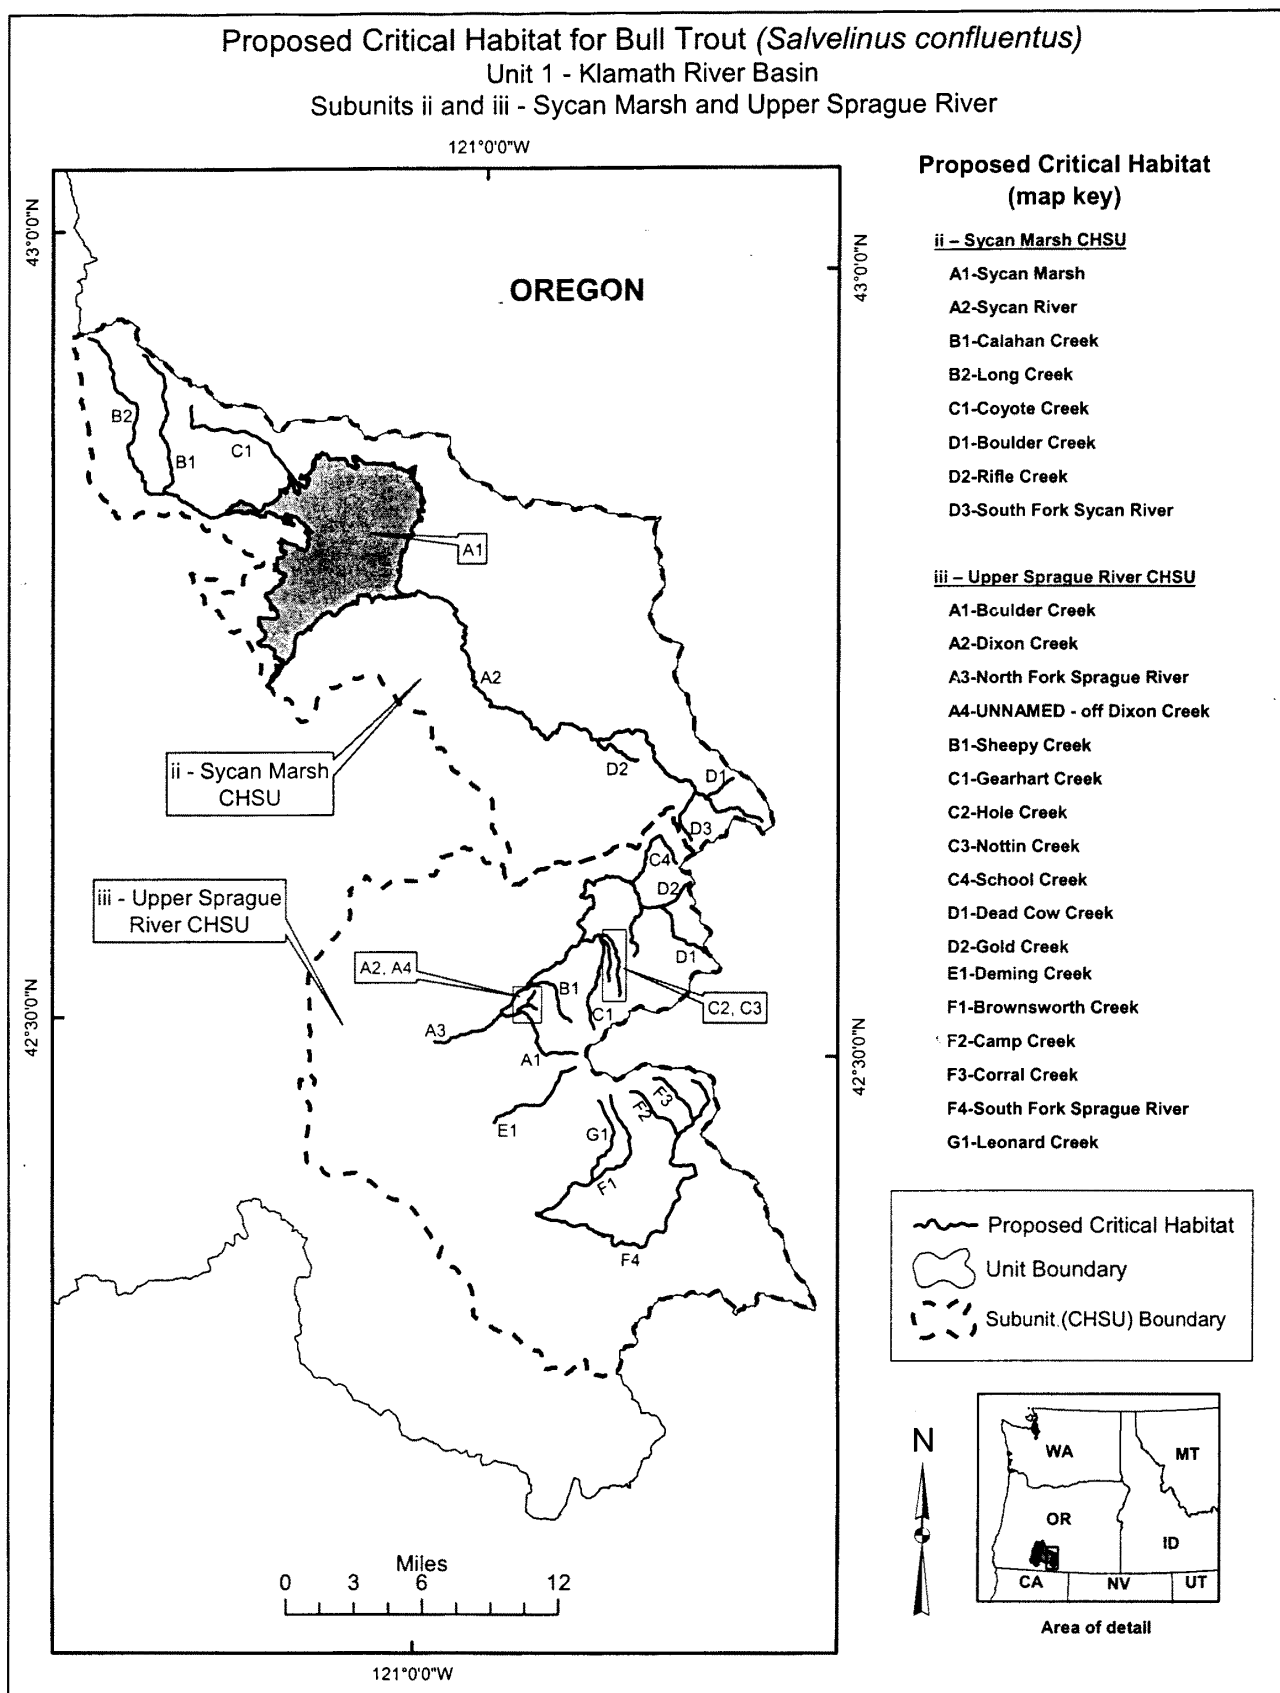 Proposed Critical Habitat for Bull Trout (Salvelinus confluentus)
Unit 1 - Klamath River Basin
Subunits ii and iii - Sycan Marsh and Upper Sprague River
121°0'0"W
43°0'0"N
43°0'0"N
OREGON
B2
B1
C1
A1
A2
ii - Sycan Marsh
CHSU
D2
D1
D3
iii - Upper Sprague
River CHSU
C4
D2
D1
A2, A4
B1
C1
C2, C3
A3
A1
42°30'0"N
42°30'0"N
E1
G1
F2
F3
F1
F4
Miles
0 3 6 12
121°0'0"W
Proposed Critical Habitat
(map key)
ii – Sycan Marsh CHSU
A1-Sycan Marsh
A2-Sycan River
B1-Calahan Creek
B2-Long Creek
C1-Coyote Creek
D1-Boulder Creek
D2-Rifle Creek
D3-South Fork Sycan River
iii – Upper Sprague River CHSU
A1-Boulder Creek
A2-Dixon Creek
A3-North Fork Sprague River
A4-UNNAMED - off Dixon Creek
B1-Sheepy Creek
C1-Gearhart Creek
C2-Hole Creek
C3-Nottin Creek
C4-School Creek
D1-Dead Cow Creek
D2-Gold Creek
E1-Deming Creek
F1-Brownsworth Creek
F2-Camp Creek
F3-Corral Creek
F4-South Fork Sprague River
G1-Leonard Creek
Proposed Critical Habitat
Unit Boundary
Subunit (CHSU) Boundary
N
WA
MT
OR
ID
CA
NV
UT
Area of detail